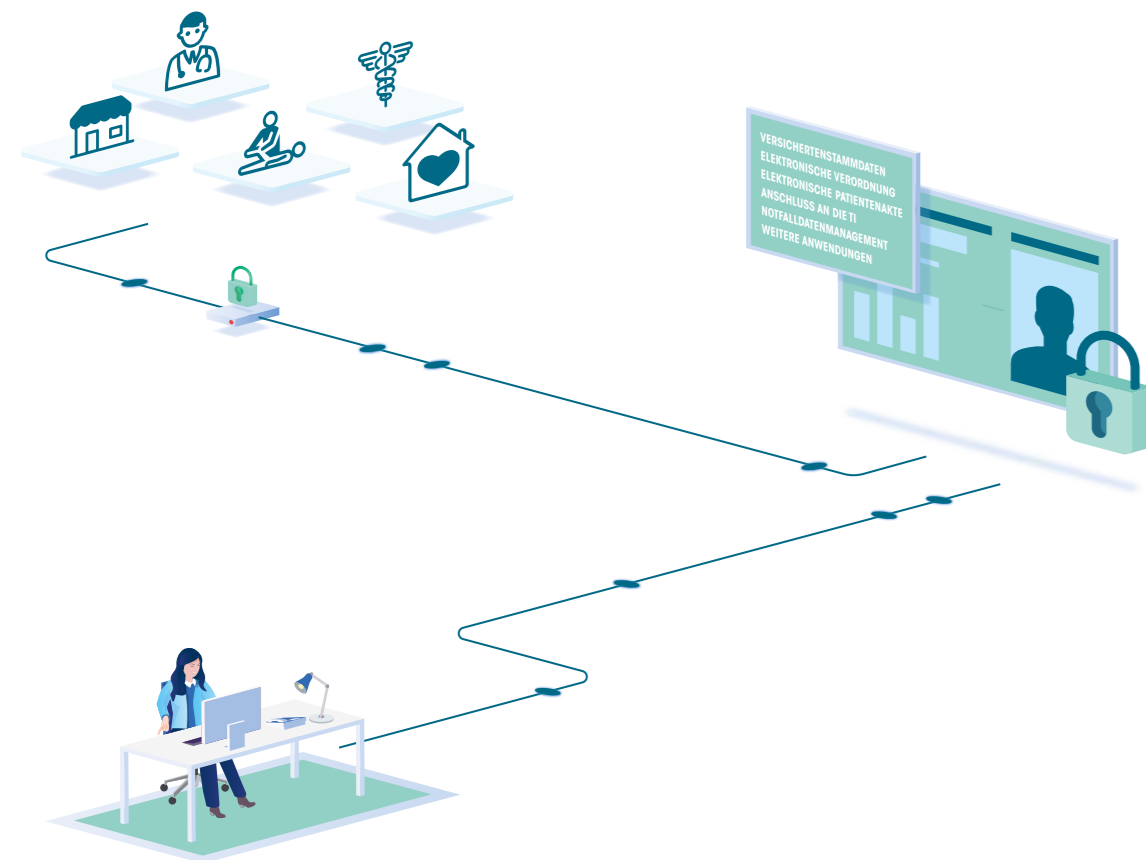 VERSICHERTENSTAMMDATEN
ELEKTRONISCHE VERORDNUNG
ELEKTRONISCHE PATIENTENAKTE
ANSCHLUSS AN DIE TI
NOTFALLDATENMANAGEMENT
WEITERE ANWENDUNGEN